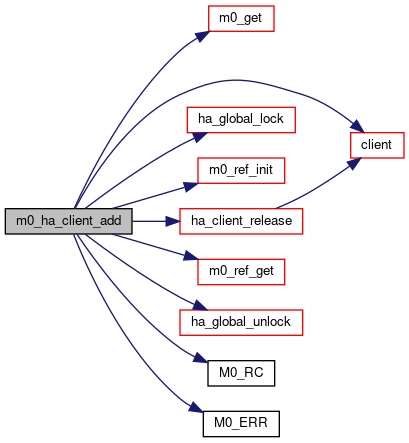 m0_get
client
ha_global_lock
m0_ref_init
m0_ha_client_add
ha_client_release
m0_ref_get
ha_global_unlock
M0_RC
M0_ERR